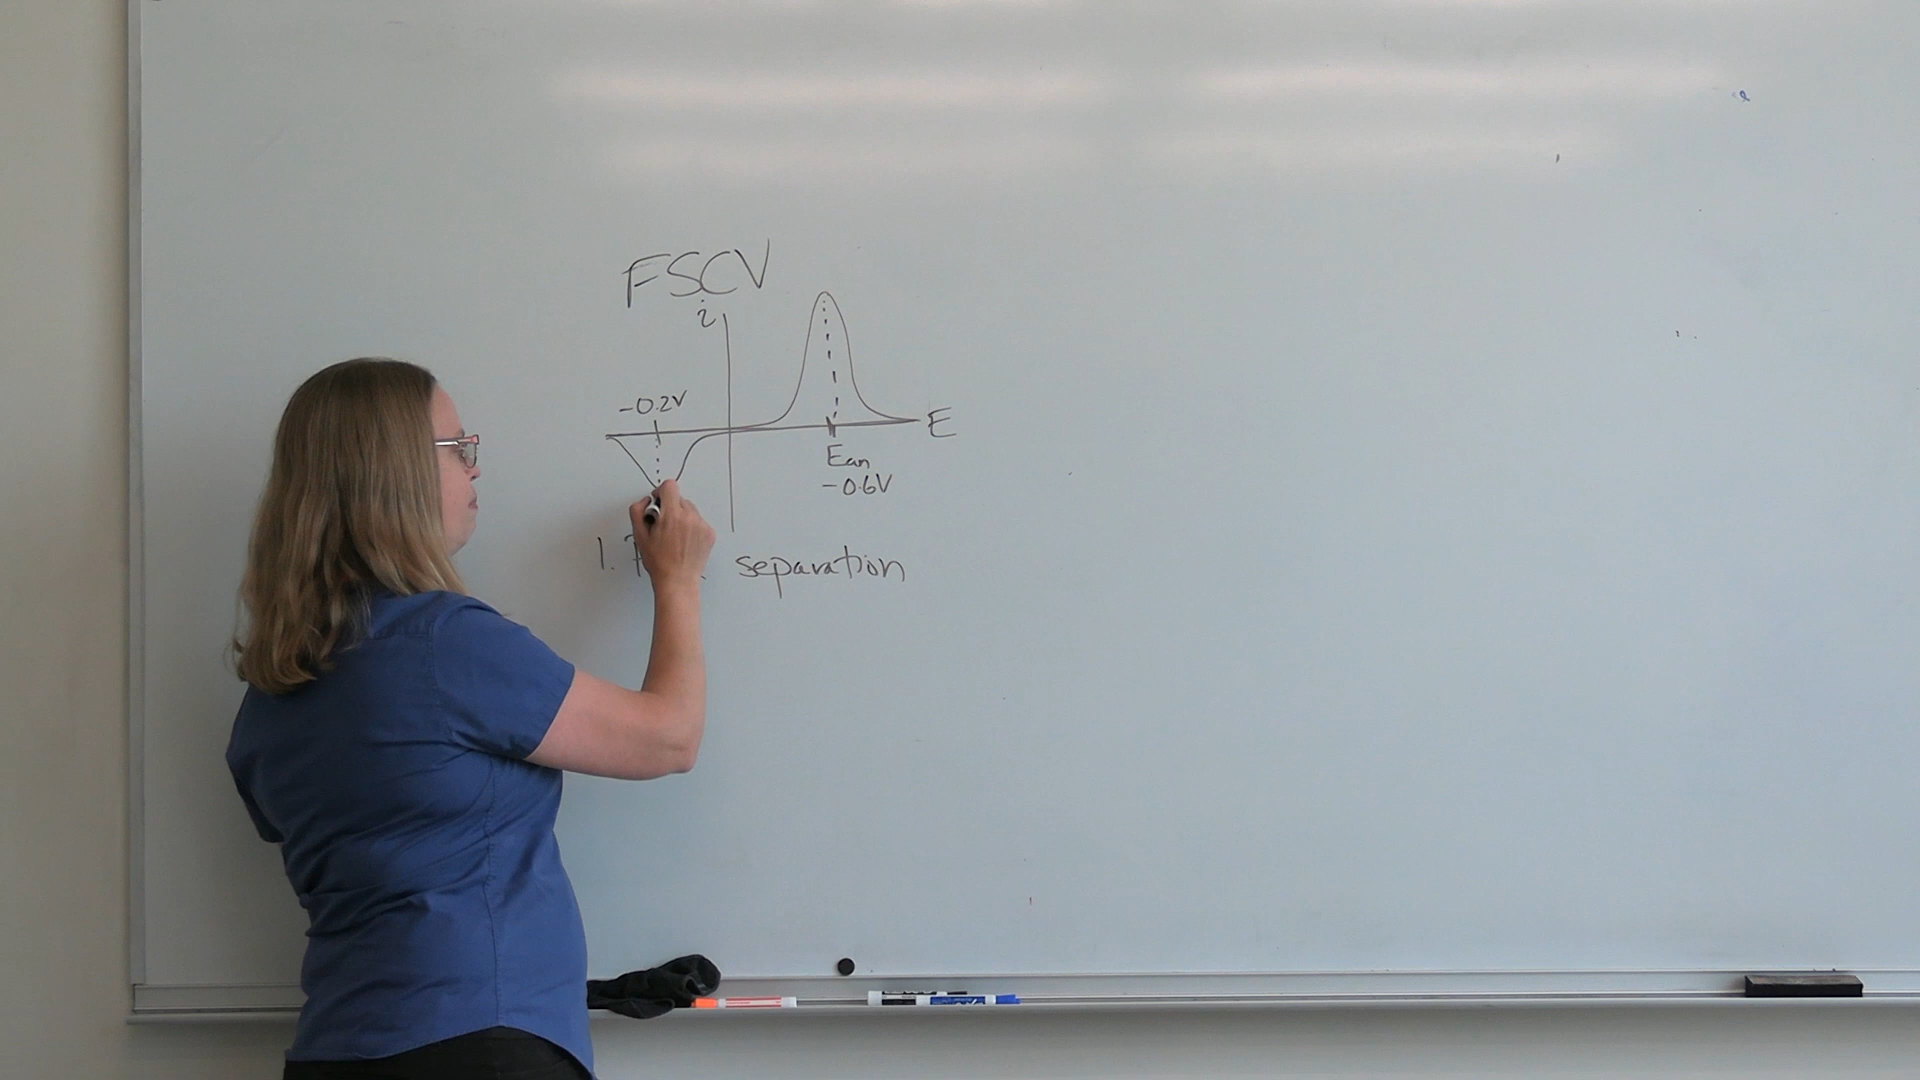 FSCV
i
-0.2V
E
Ean
-0.6V
1. separation